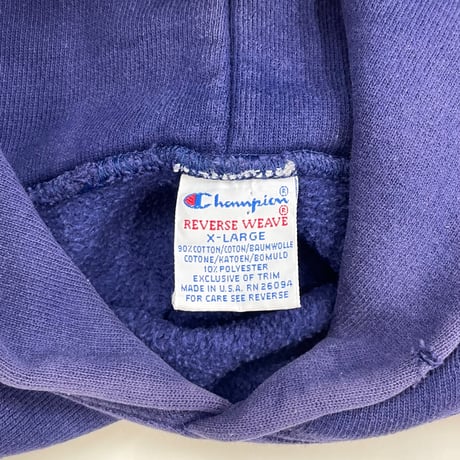 Champion®
REVERSE WEAVE®
X-LARGE
90% COTTON/COTON/BAUMWOLLE
COTONE/KATOEN/BOMULD
10% POLYESTER
EXCLUSIVE OF TRIM
MADE IN U.S.A. RN 26094
FOR CARE SEE REVERSE